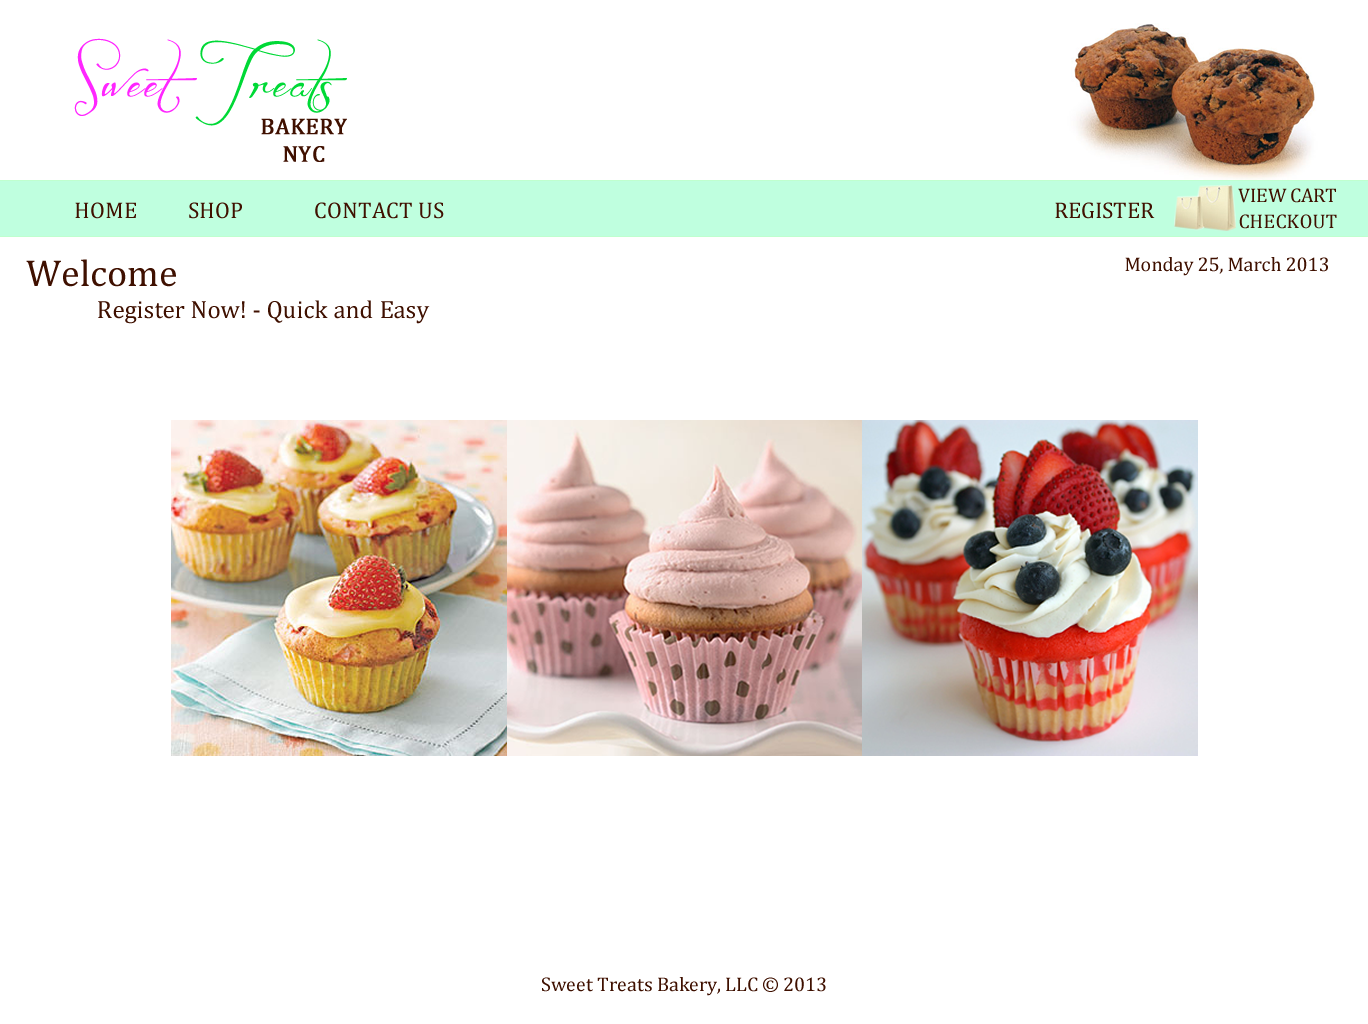 Sweet Treats
BAKERY
NYC
HOME
SHOP
CONTACT US
REGISTER
VIEW CART
CHECKOUT
Welcome
Monday 25, March 2013
Register Now! - Quick and Easy
Sweet Treats Bakery, LLC © 2013